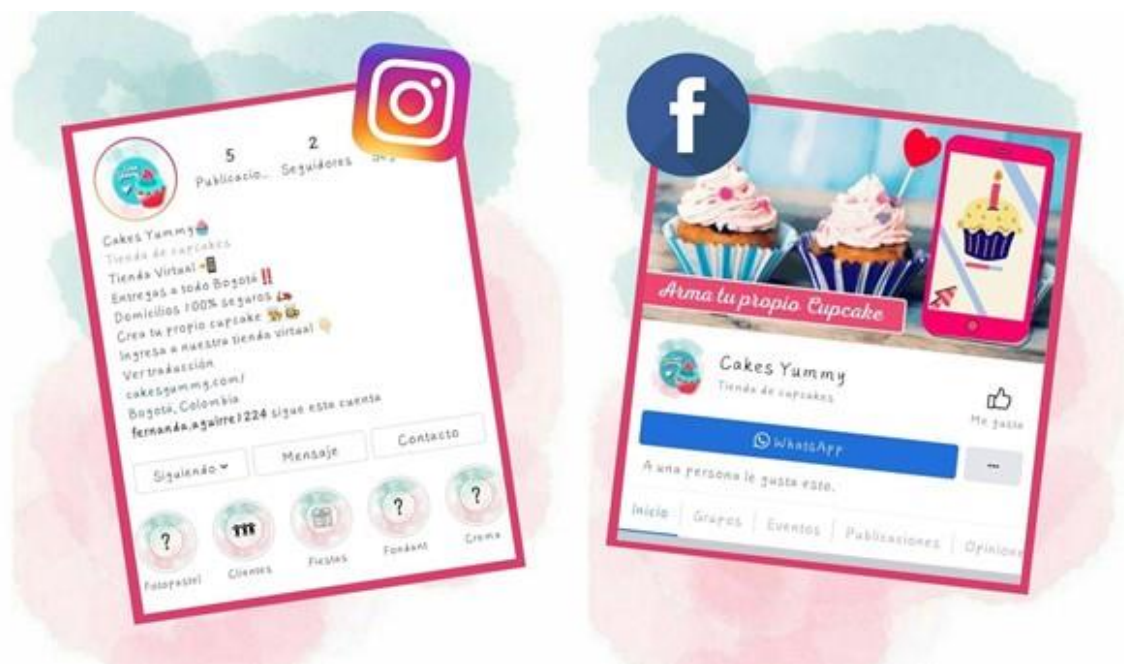 5
2
Publicacio...
Seguidores
Cakes Yummy
Tienda de cupcakes
Tienda Virtual
Entregas a todo Bogotá
Domicilios 100% seguros
Crea tu propio cupcake
Ingresa a nuestra tienda virtual
Ver traducción
cakesyummy.com/
Bogotá, Colombia
fernanda.aguirre1224 sigue esta cuenta
Siguiendo
Mensaje
Contacto
?
?
?
Fotopastel
Clientes
Fiestas
Fondant
Crema
f
Arma tu propio Cupcake
Cakes Yummy
Tienda de cupcakes
Me gusta
WhatsApp
...
A una persona le gusta esto.
Inicio
Grupos
Eventos
Publicaciones
Opinione